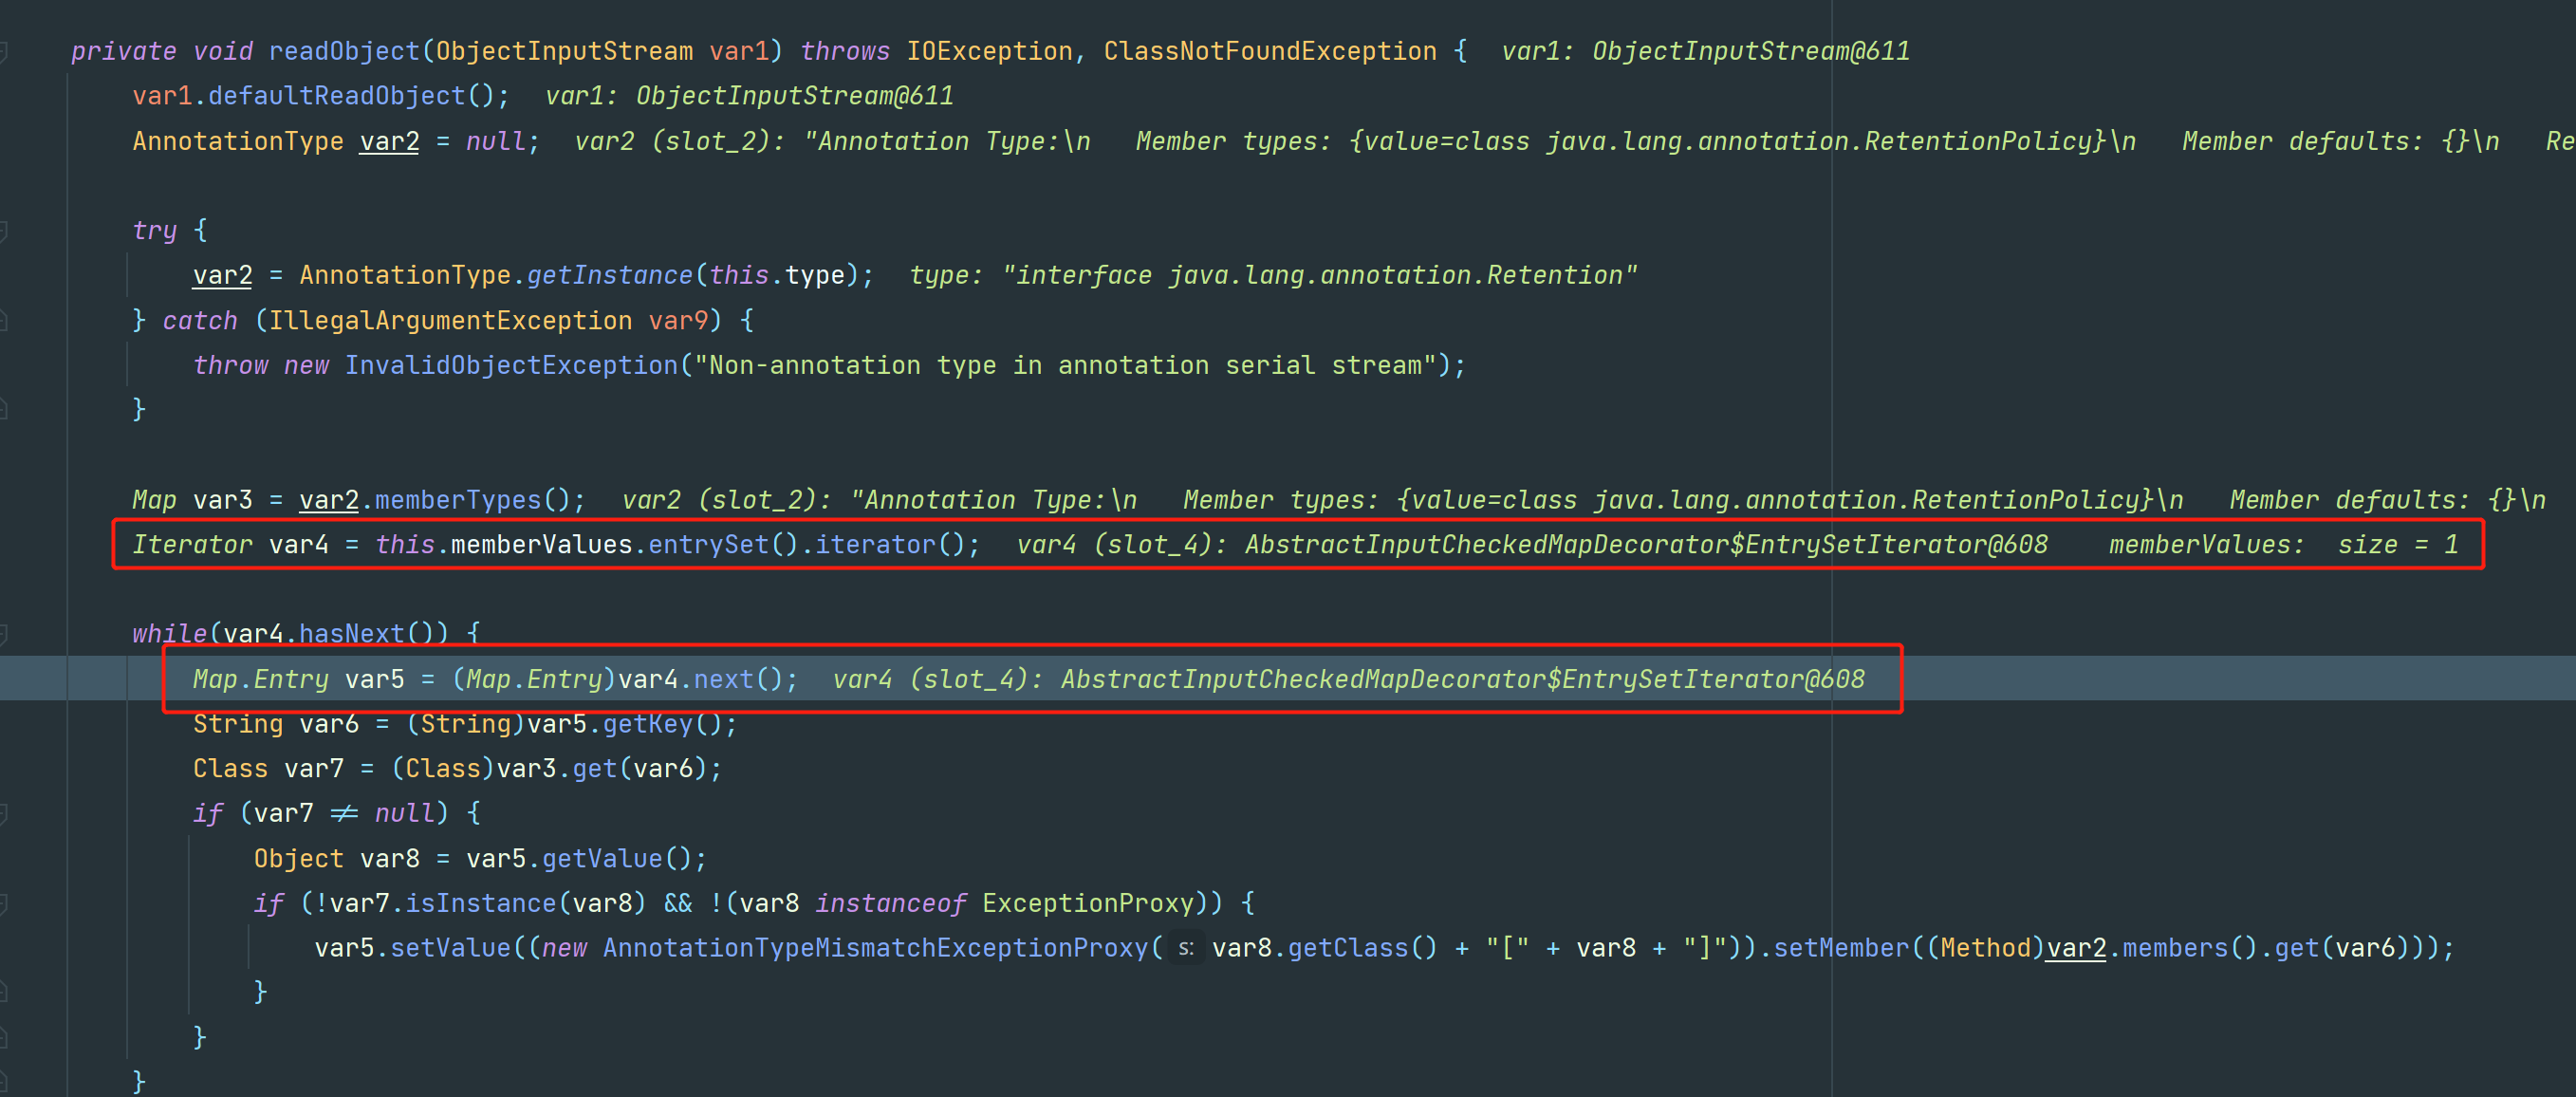 private void readObject(ObjectInputStream var1) throws IOException, ClassNotFoundException {  var1: ObjectInputStream@611
    var1.defaultReadObject();  var1: ObjectInputStream@611
    AnnotationType var2 = null;  var2 (slot_2): "Annotation Type:\n   Member types: {value=class java.lang.annotation.RetentionPolicy}\n   Member defaults: {}\n   Re
    try {
        var2 = AnnotationType.getInstance(this.type);  type: "interface java.lang.annotation.Retention"
    } catch (IllegalArgumentException var9) {
        throw new InvalidObjectException("Non-annotation type in annotation serial stream");
    }
    Map var3 = var2.memberTypes();  var2 (slot_2): "Annotation Type:\n   Member types: {value=class java.lang.annotation.RetentionPolicy}\n   Member defaults: {}\n
    Iterator var4 = this.memberValues.entrySet().iterator();  var4 (slot_4): AbstractInputCheckedMapDecorator$EntrySetIterator@608    memberValues:  size = 1
    while(var4.hasNext()) {
        Map.Entry var5 = (Map.Entry)var4.next();  var4 (slot_4): AbstractInputCheckedMapDecorator$EntrySetIterator@608
        String var6 = (String)var5.getKey();
        Class var7 = (Class)var3.get(var6);
        if (var7 ≠ null) {
            Object var8 = var5.getValue();
            if (!var7.isInstance(var8) && !(var8 instanceof ExceptionProxy)) {
                var5.setValue((new AnnotationTypeMismatchExceptionProxy( s: var8.getClass() + "[" + var8 + "]")).setMember((Method)var2.members().get(var6)));
            }
        }
    }